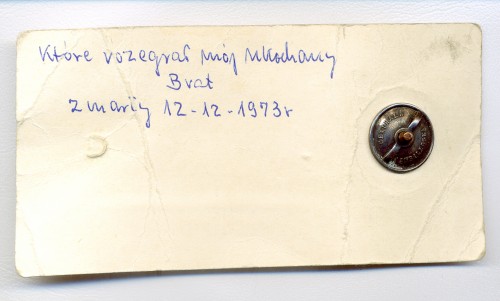 Które rozegrał mój ukochany
Brat
zmarły 12-12-1973r